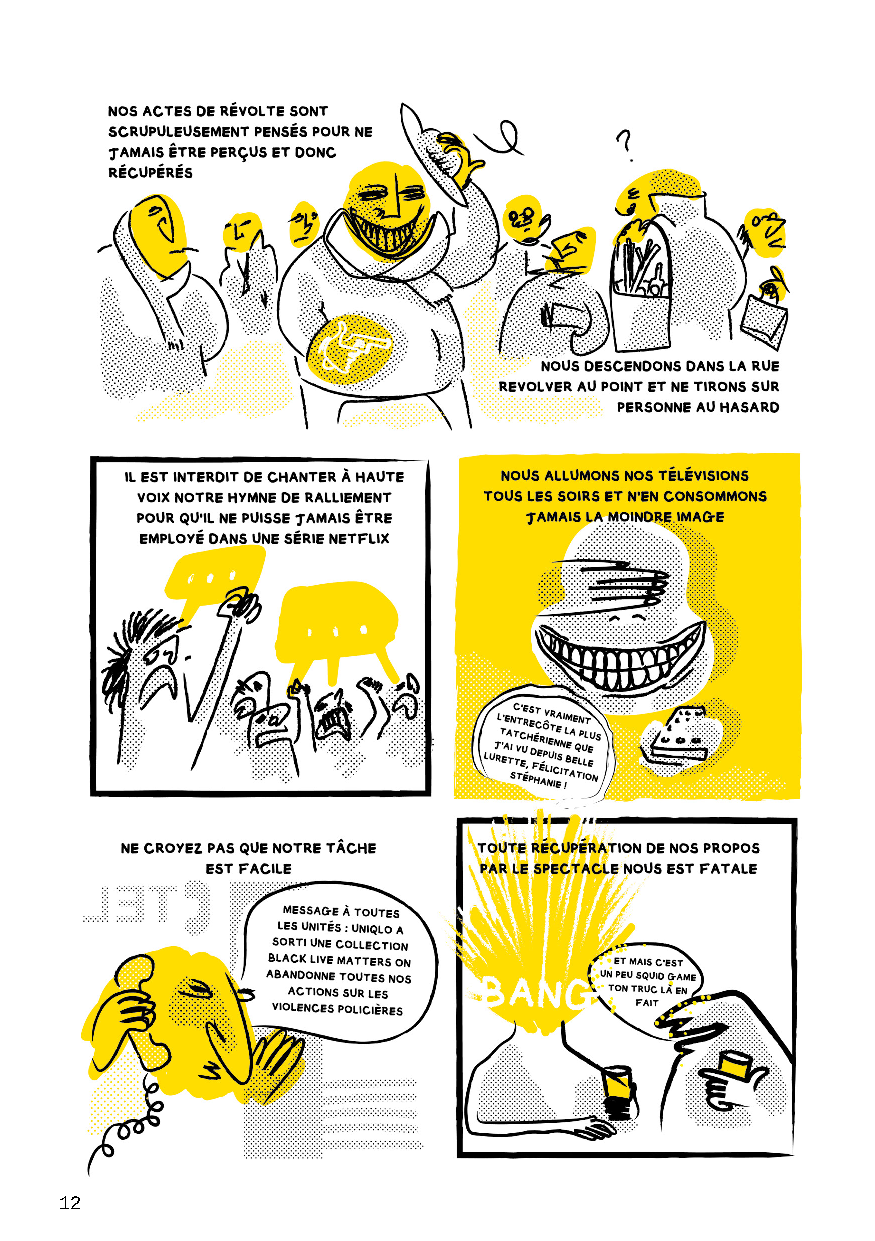 NOS ACTES DE RÉVOLTE SONT
SCRUPULEUSEMENT PENSÉS POUR NE
JAMAIS ÊTRE PERÇUS ET DONC
RÉCUPÉRÉS
?
NOUS DESCENDONS DANS LA RUE
REVOLVER AU POINT ET NE TIRONS SUR
PERSONNE AU HASARD
IL EST INTERDIT DE CHANTER À HAUTE
VOIX NOTRE HYMNE DE RALLIEMENT
POUR QU'IL NE PUISSE JAMAIS ÊTRE
EMPLOYÉ DANS UNE SÉRIE NETFLIX
...
...
NOUS ALLUMONS NOS TÉLÉVISIONS
TOUS LES SOIRS ET N'EN CONSOMMONS
JAMAIS LA MOINDRE IMAGE
C'EST VRAIMENT
L'ENTRECÔTE LA PLUS
TATCHÉRIENNE QUE
J'AI VU DEPUIS BELLE
LURETTE, FÉLICITATION
STÉPHANIE !
NE CROYEZ PAS QUE NOTRE TÂCHE
EST FACILE
MESSAGE À TOUTES
LES UNITÉS : UNIQLO A
SORTI UNE COLLECTION
BLACK LIVE MATTERS ON
ABANDONNE TOUTES NOS
ACTIONS SUR LES
VIOLENCES POLICIÈRES
TOUTE RÉCUPÉRATION DE NOS PROPOS
PAR LE SPECTACLE NOUS EST FATALE
ET MAIS C'EST
UN PEU SQUID GAME
TON TRUC LÀ EN
FAIT
BANG
12